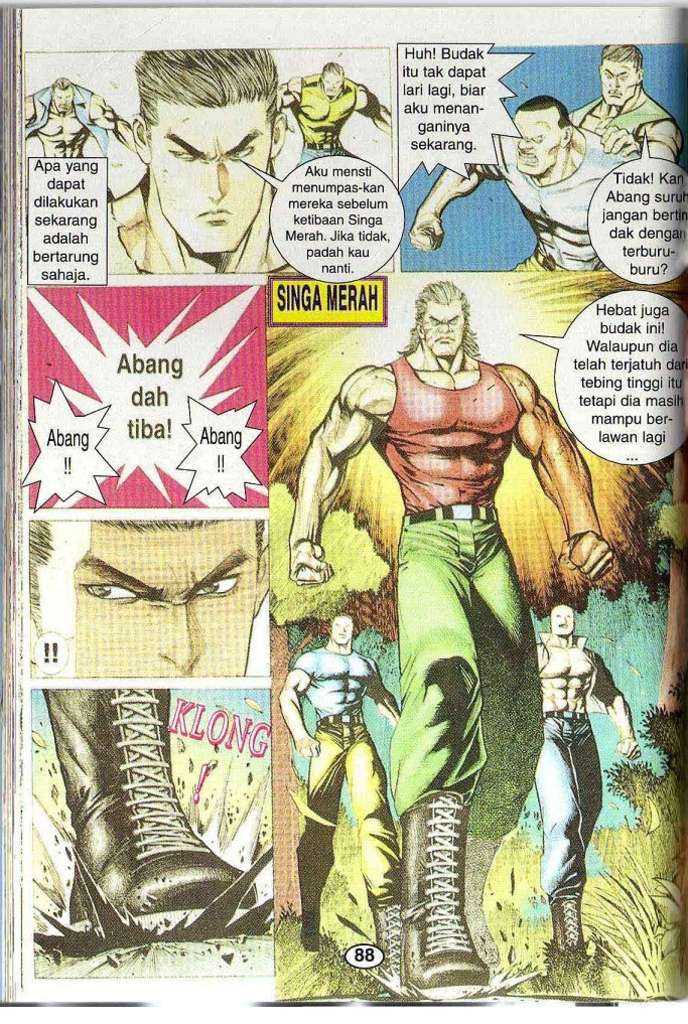 Apa yang
dapat
dilakukan
sekarang
adalah
bertarung
sahaja.
Aku mensti
menumpas-kan
mereka sebelum
ketibaan Singa
Merah. Jika tidak,
padah kau
nanti.
Huh! Budak
itu tak dapat
lari lagi, biar
aku menan-
ganinya
sekarang.
Tidak! Kan
Abang suruh
jangan bertin
dak dengan
terburu-
buru?
Abang
dah
tiba!
Abang
!!
Abang
!!
SINGA MERAH
Hebat juga
budak ini!
Walaupun dia
telah terjatuh dari
tebing tinggi itu
tetapi dia masih
mampu ber-
lawan lagi
...
!!
KLONG
!
88